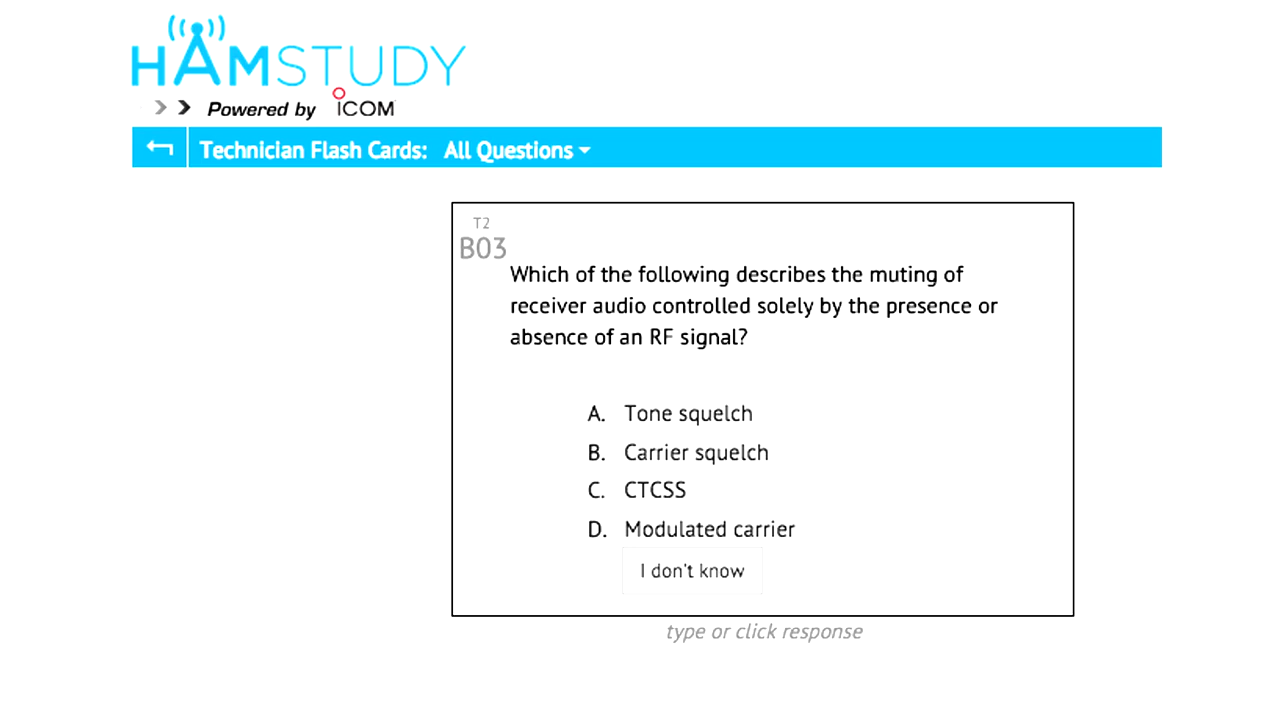 HAMSTUDY
Powered by ICOM
Technician Flash Cards: All Questions
T2
B03
Which of the following describes the muting of
receiver audio controlled solely by the presence or
absence of an RF signal?
A. Tone squelch
B. Carrier squelch
C. CTCSS
D. Modulated carrier
I don't know
type or click response